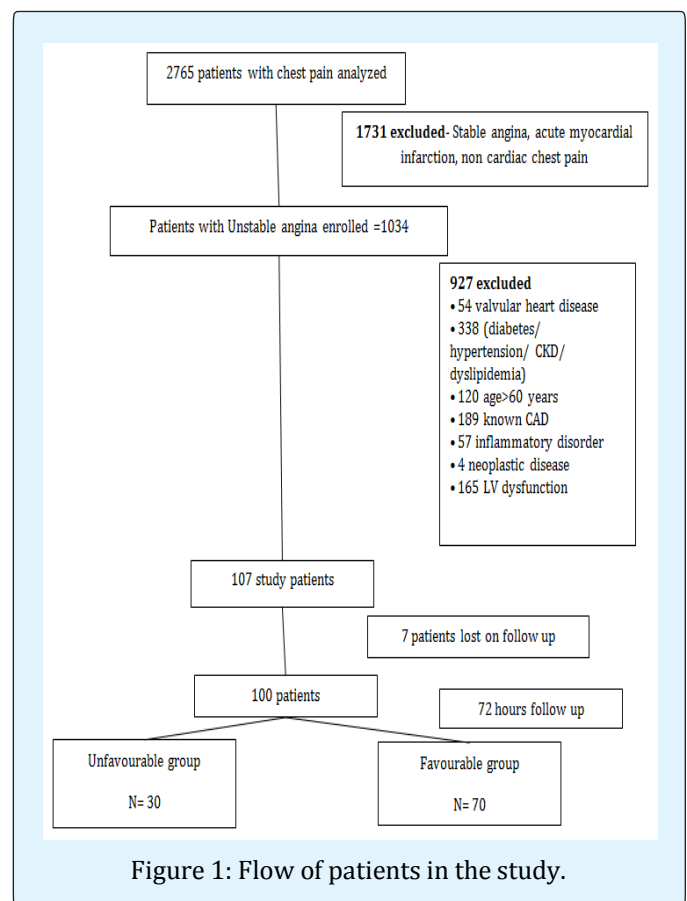 2765 patients with chest pain analyzed
1731 excluded- Stable angina, acute myocardial
infarction, non cardiac chest pain
Patients with Unstable angina enrolled =1034
927 excluded
• 54 valvular heart disease
• 338 (diabetes/
hypertension/ CKD/
dyslipidemia)
• 120 age>60 years
• 189 known CAD
• 57 inflammatory disorder
• 4 neoplastic disease
• 165 LV dysfunction
107 study patients
7 patients lost on follow up
100 patients
72 hours follow up
Unfavourable group
N= 30
Favourable group
N= 70
Figure 1: Flow of patients in the study.